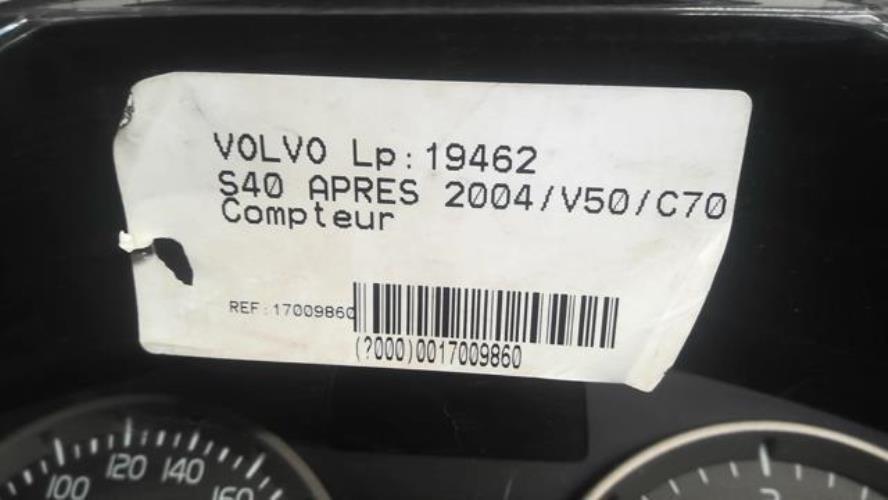 VOLVO Lp:19462
S40 APRES 2004/V50/C70
Compteur
REF:17009860
(?000)0017009860
100 120 140 160